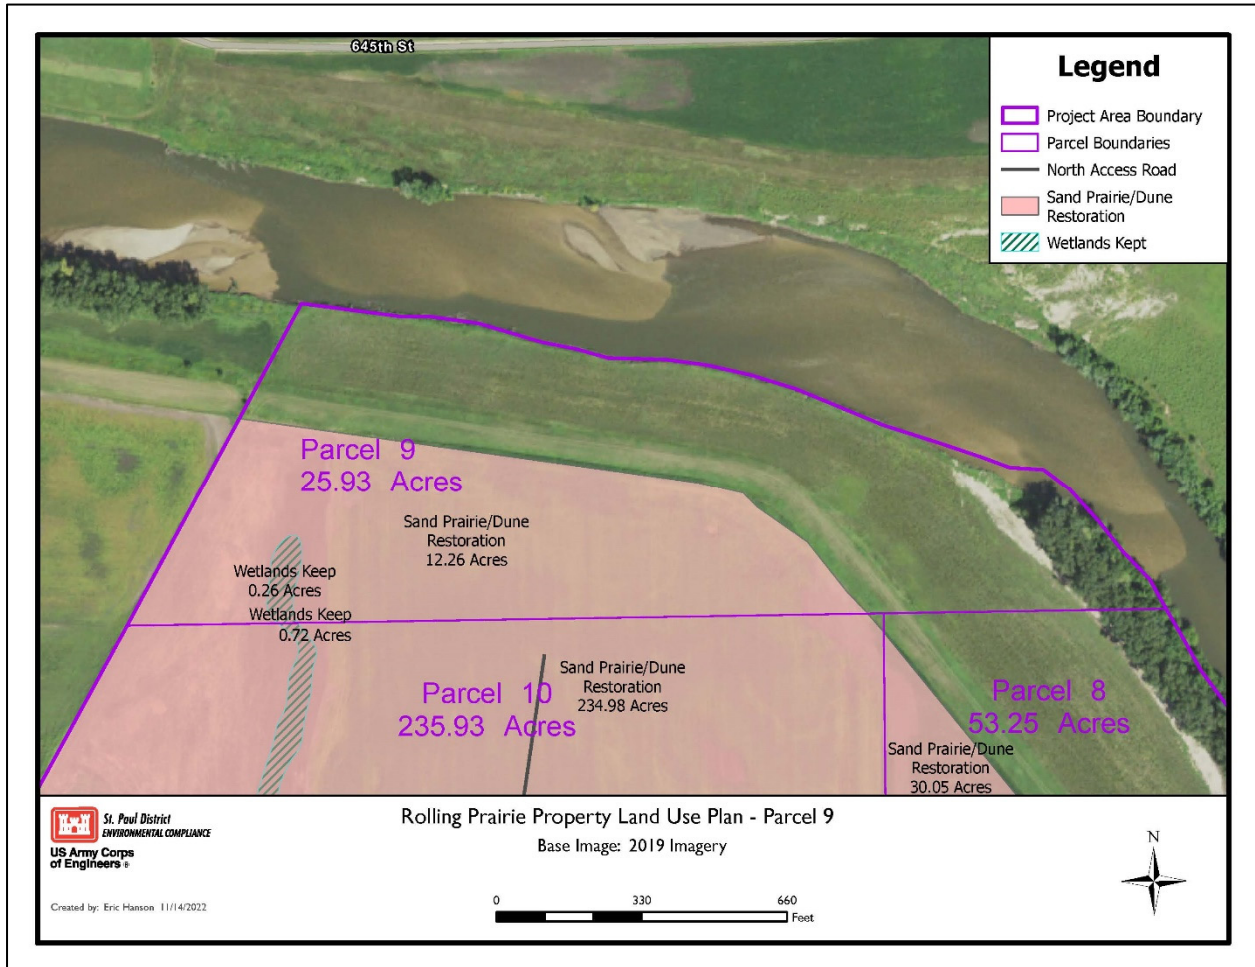 645th St
Legend
Project Area Boundary
Parcel Boundaries
North Access Road
Sand Prairie/Dune
Restoration
Wetlands Kept
Parcel 9
25.93 Acres
Sand Prairie/Dune
Restoration
12.26 Acres
Wetlands Keep
0.26 Acres
Wetlands Keep
0.72 Acres
Sand Prairie/Dune
Restoration
234.98 Acres
Parcel 10
235.93 Acres
Parcel 8
53.25 Acres
Sand Prairie/Dune
Restoration
30.05 Acres
St. Paul District
ENVIRONMENTAL COMPLIANCE
US Army Corps
of Engineers ®
Created by: Eric Hanson 11/14/2022
Rolling Prairie Property Land Use Plan - Parcel 9
Base Image: 2019 Imagery
0 330 660
Feet
N